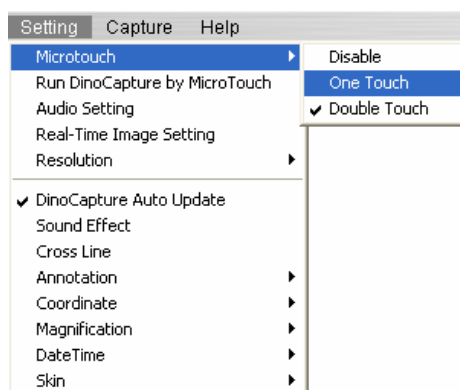 Setting Capture Help
Microtouch
Run DinoCapture by MicroTouch
Audio Setting
Real-Time Image Setting
Resolution
DinoCapture Auto Update
Sound Effect
Cross Line
Annotation
Coordinate
Magnification
DateTime
Skin
Disable
One Touch
Double Touch